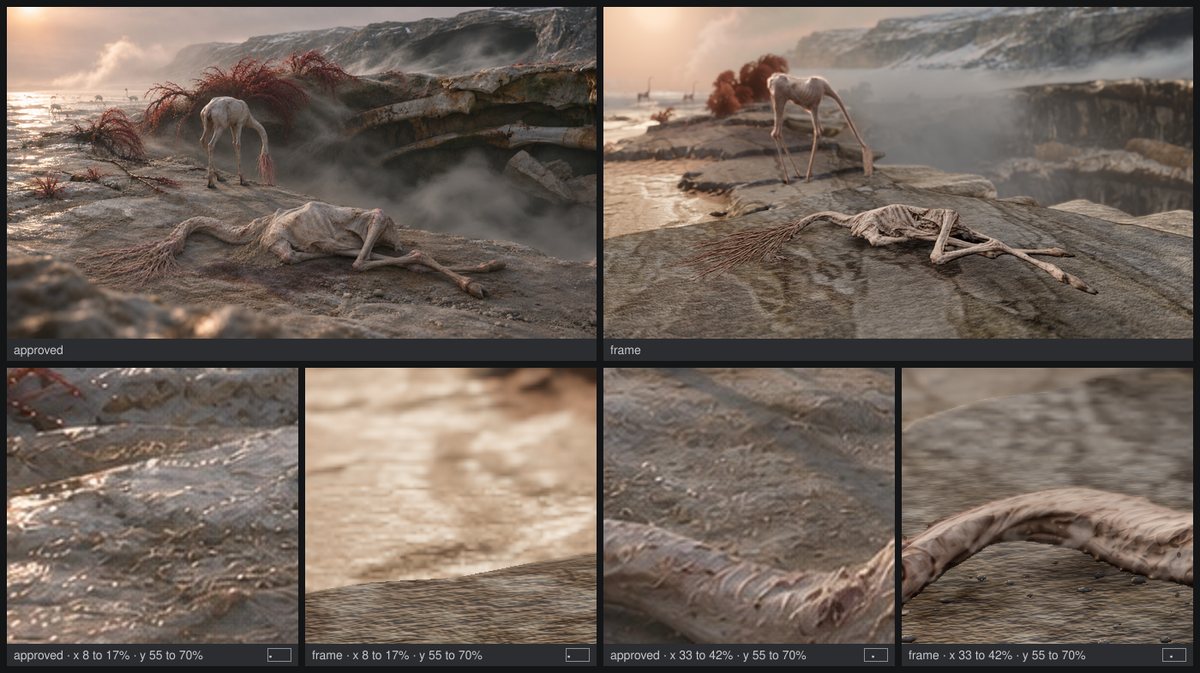 approved
frame
approved · x 8 to 17% · y 55 to 70%
frame · x 8 to 17% · y 55 to 70%
approved · x 33 to 42% · y 55 to 70%
frame · x 33 to 42% · y 55 to 70%